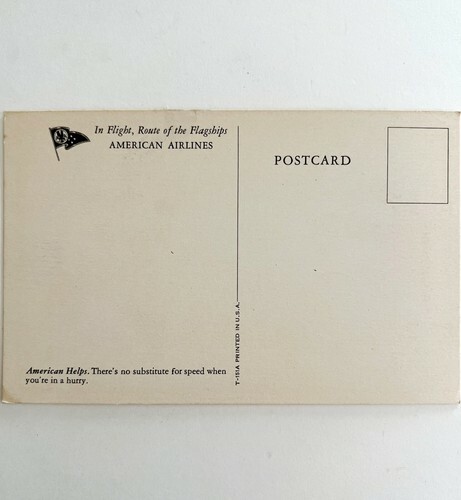 In Flight, Route of the Flagships
AMERICAN AIRLINES
POSTCARD
American Helps. There's no substitute for speed when
you're in a hurry.
T-151A PRINTED IN U.S.A.